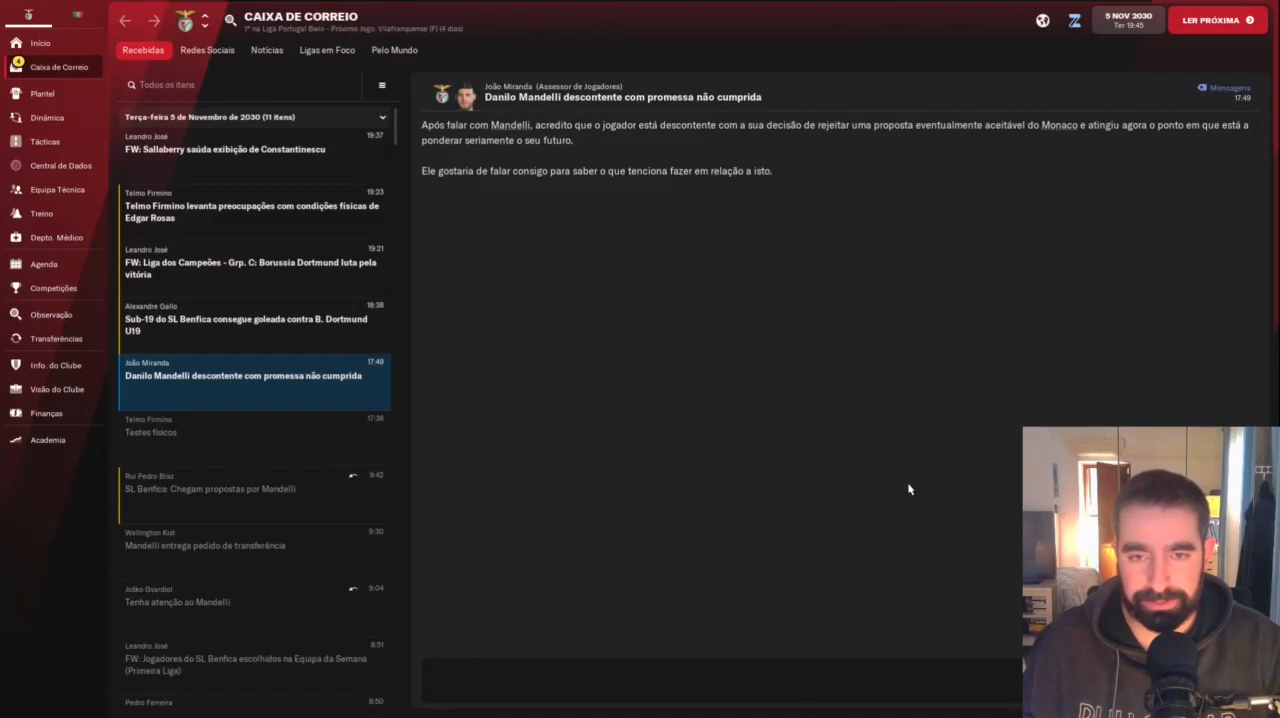 CAIXA DE CORREIO
1º na Liga Portugal Bwin - Próximo Jogo: Vilafranquense (F) (4 dias)
5 NOV 2030
Ter 19:45
LER PRÓXIMA
Início
4
Caixa de Correio
Plantel
Dinâmica
Tácticas
Central de Dados
Equipa Técnica
Treino
Depto. Médico
Agenda
Competições
Observação
Transferências
Info. do Clube
Visão do Clube
Finanças
Academia
Recebidas
Redes Sociais
Notícias
Ligas em Foco
Pelo Mundo
Todos os itens
Terça-feira 5 de Novembro de 2030 (11 itens)
Leandro José 19:37
FW: Sallaberry saúda exibição de Constantinescu
Telmo Firmino 19:23
Telmo Firmino levanta preocupações com condições físicas de
Edgar Rosas
Leandro José 19:21
FW: Liga dos Campeões - Grp. C: Borussia Dortmund luta pela
vitória
Alexandre Gallo 18:38
Sub-19 do SL Benfica consegue goleada contra B. Dortmund
U19
João Miranda 17:49
Danilo Mandelli descontente com promessa não cumprida
Telmo Firmino 17:38
Testes físicos
Rui Pedro Braz 9:42
SL Benfica: Chegam propostas por Mandelli
Wellington Kist 9:30
Mandelli entrega pedido de transferência
Joško Gvardiol 9:04
Tenha atenção ao Mandelli
Leandro José 8:51
FW: Jogadores do SL Benfica escolhidos na Equipa da Semana
(Primeira Liga)
Pedro Ferreira 8:50
João Miranda (Assessor de Jogadores)
Danilo Mandelli descontente com promessa não cumprida
Mensagens
17:49
Após falar com Mandelli, acredito que o jogador está descontente com a sua decisão de rejeitar uma proposta eventualmente aceitável do Monaco e atingiu agora o ponto em que está a
ponderar seriamente o seu futuro.
Ele gostaria de falar consigo para saber o que tenciona fazer em relação a isto.